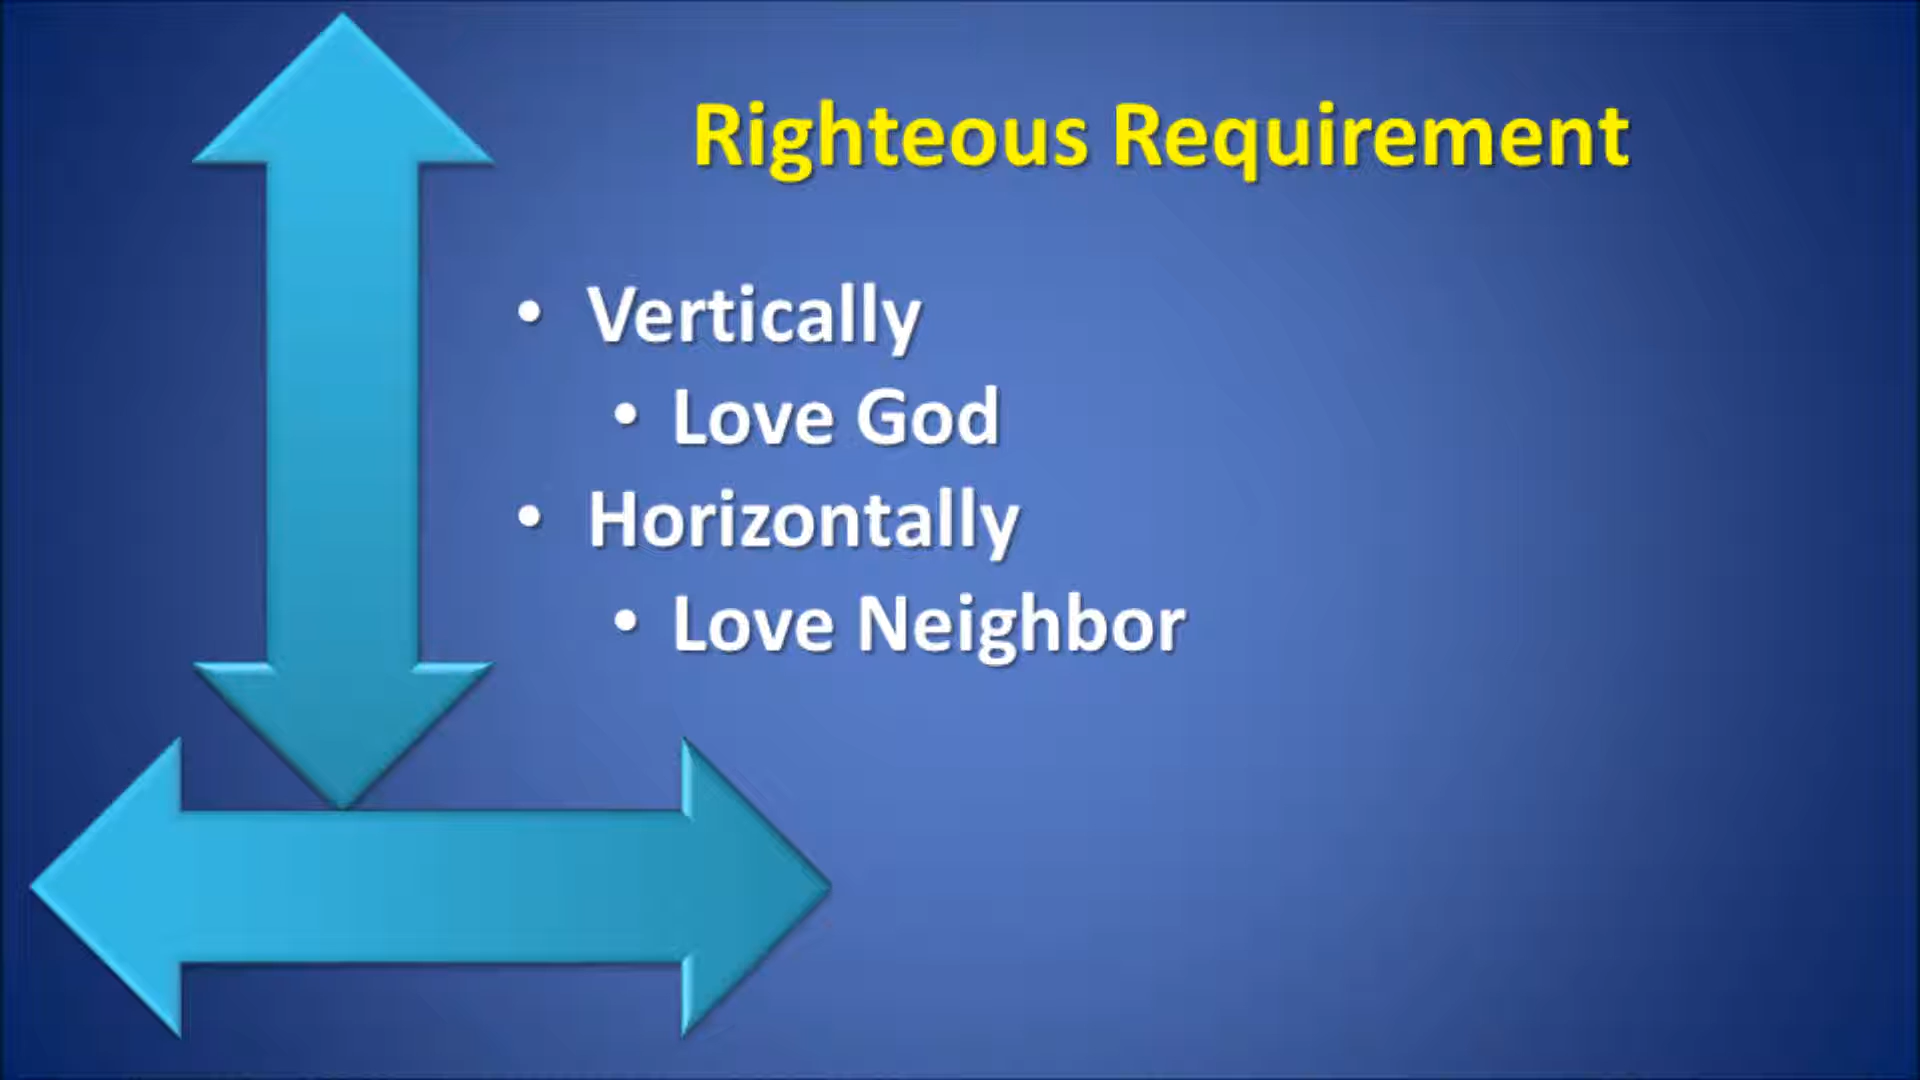 Righteous Requirement
• Vertically
• Love God
• Horizontally
• Love Neighbor